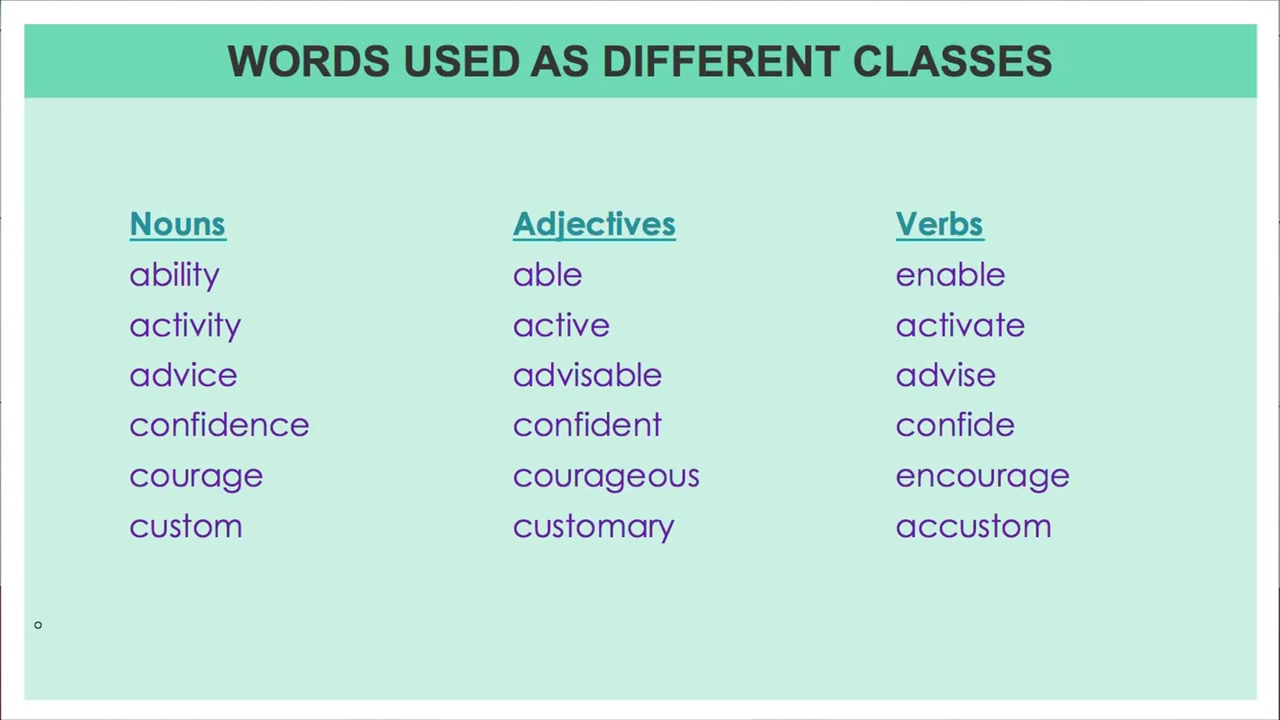 WORDS USED AS DIFFERENT CLASSES
Nouns Adjectives Verbs
ability able enable
activity active activate
advice advisable advise
confidence confident confide
courage courageous encourage
custom customary accustom